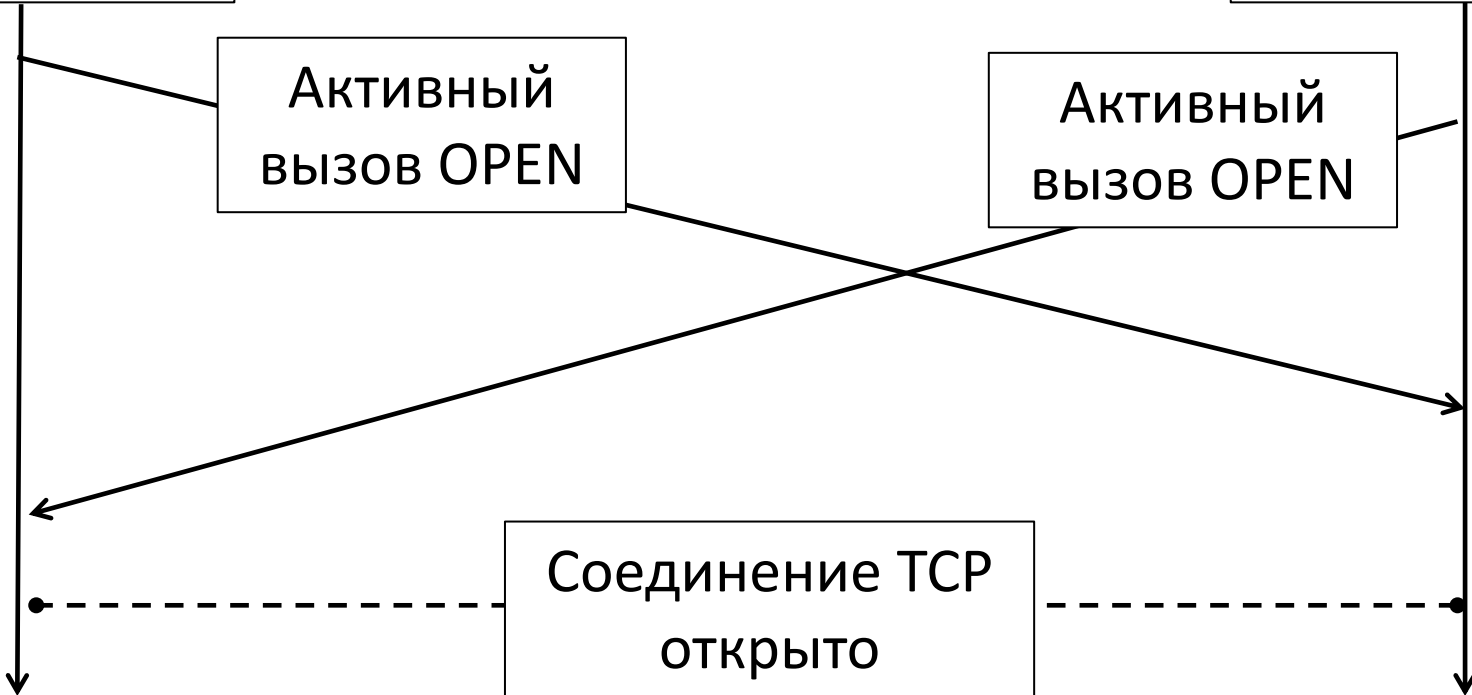 Активный
вызов OPEN
Активный
вызов OPEN
Соединение TCP
открыто